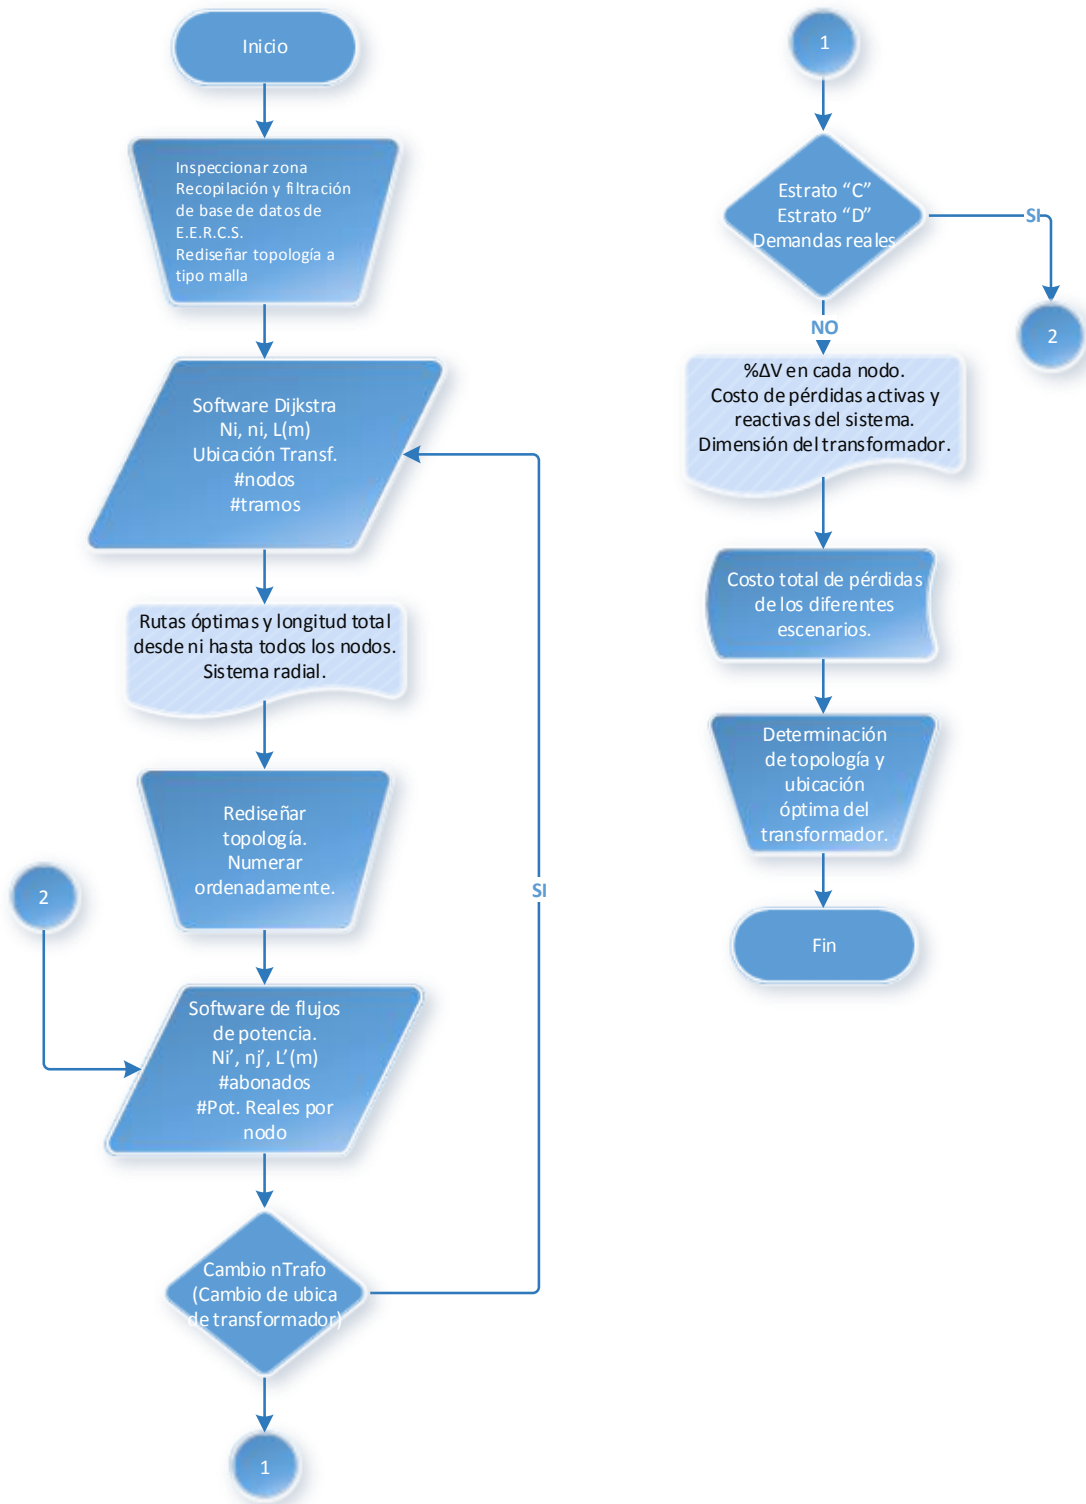 Inicio
Inspeccionar zona
Recopilación y filtración
de base de datos de
E.E.R.C.S.
Rediseñar topología a
tipo malla
Software Dijkstra
Ni, ni, L(m)
Ubicación Transf.
#nodos
#tramos
Rutas óptimas y longitud total
desde ni hasta todos los nodos.
Sistema radial.
Rediseñar
topología.
Numerar
ordenadamente.
2
SI
Software de flujos
de potencia.
Ni’, nj’, L’(m)
#abonados
#Pot. Reales por
nodo
Cambio nTrafo
(Cambio de ubica
de transformador)
1
1
Estrato “C”
Estrato “D”
Demandas reales
SI
2
NO
%ΔV en cada nodo.
Costo de pérdidas activas y
reactivas del sistema.
Dimensión del transformador.
Costo total de pérdidas
de los diferentes
escenarios.
Determinación
de topología y
ubicación
óptima del
transformador.
Fin